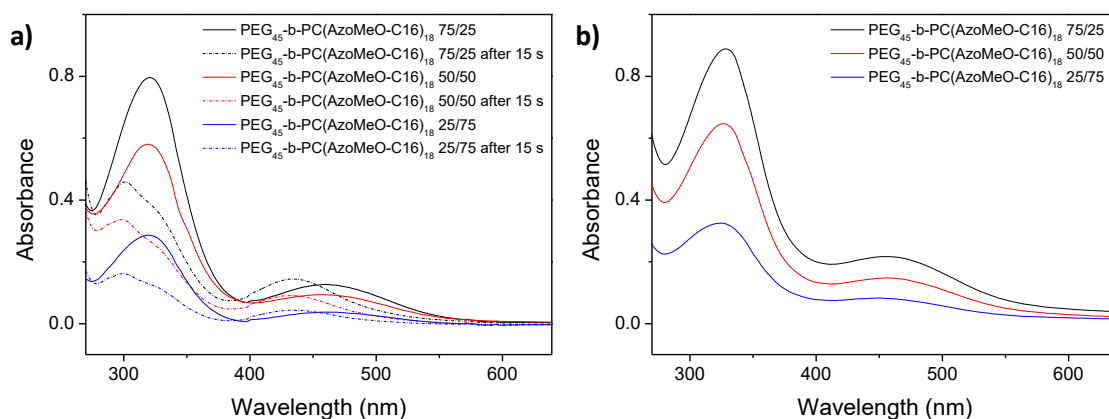 a)
PEG₄₅-b-PC(AzoMeO-C16)₁₈ 75/25
PEG₄₅-b-PC(AzoMeO-C16)₁₈ 75/25 after 15 s
PEG₄₅-b-PC(AzoMeO-C16)₁₈ 50/50
PEG₄₅-b-PC(AzoMeO-C16)₁₈ 50/50 after 15 s
PEG₄₅-b-PC(AzoMeO-C16)₁₈ 25/75
PEG₄₅-b-PC(AzoMeO-C16)₁₈ 25/75 after 15 s
0.8
0.4
0.0
Absorbance
300 400 500 600
Wavelength (nm)
b)
PEG₄₅-b-PC(AzoMeO-C16)₁₈ 75/25
PEG₄₅-b-PC(AzoMeO-C16)₁₈ 50/50
PEG₄₅-b-PC(AzoMeO-C16)₁₈ 25/75
0.8
0.4
0.0
Absorbance
300 400 500 600
Wavelength (nm)